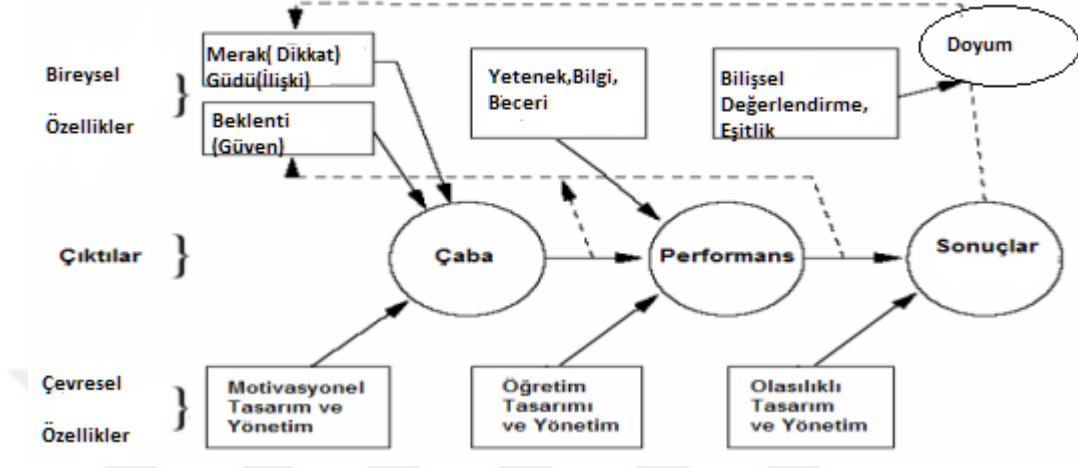 Doyum
Bireysel
Özellikler
Merak( Dikkat)
Güdü(İlişki)
Beklenti
(Güven)
Yetenek,Bilgi,
Beceri
Bilişsel
Değerlendirme,
Eşitlik
Çıktılar
Çaba
Performans
Sonuçlar
Çevresel
Özellikler
Motivasyonel
Tasarım ve
Yönetim
Öğretim
Tasarımı
ve Yönetim
Olasılıklı
Tasarım
ve Yönetim